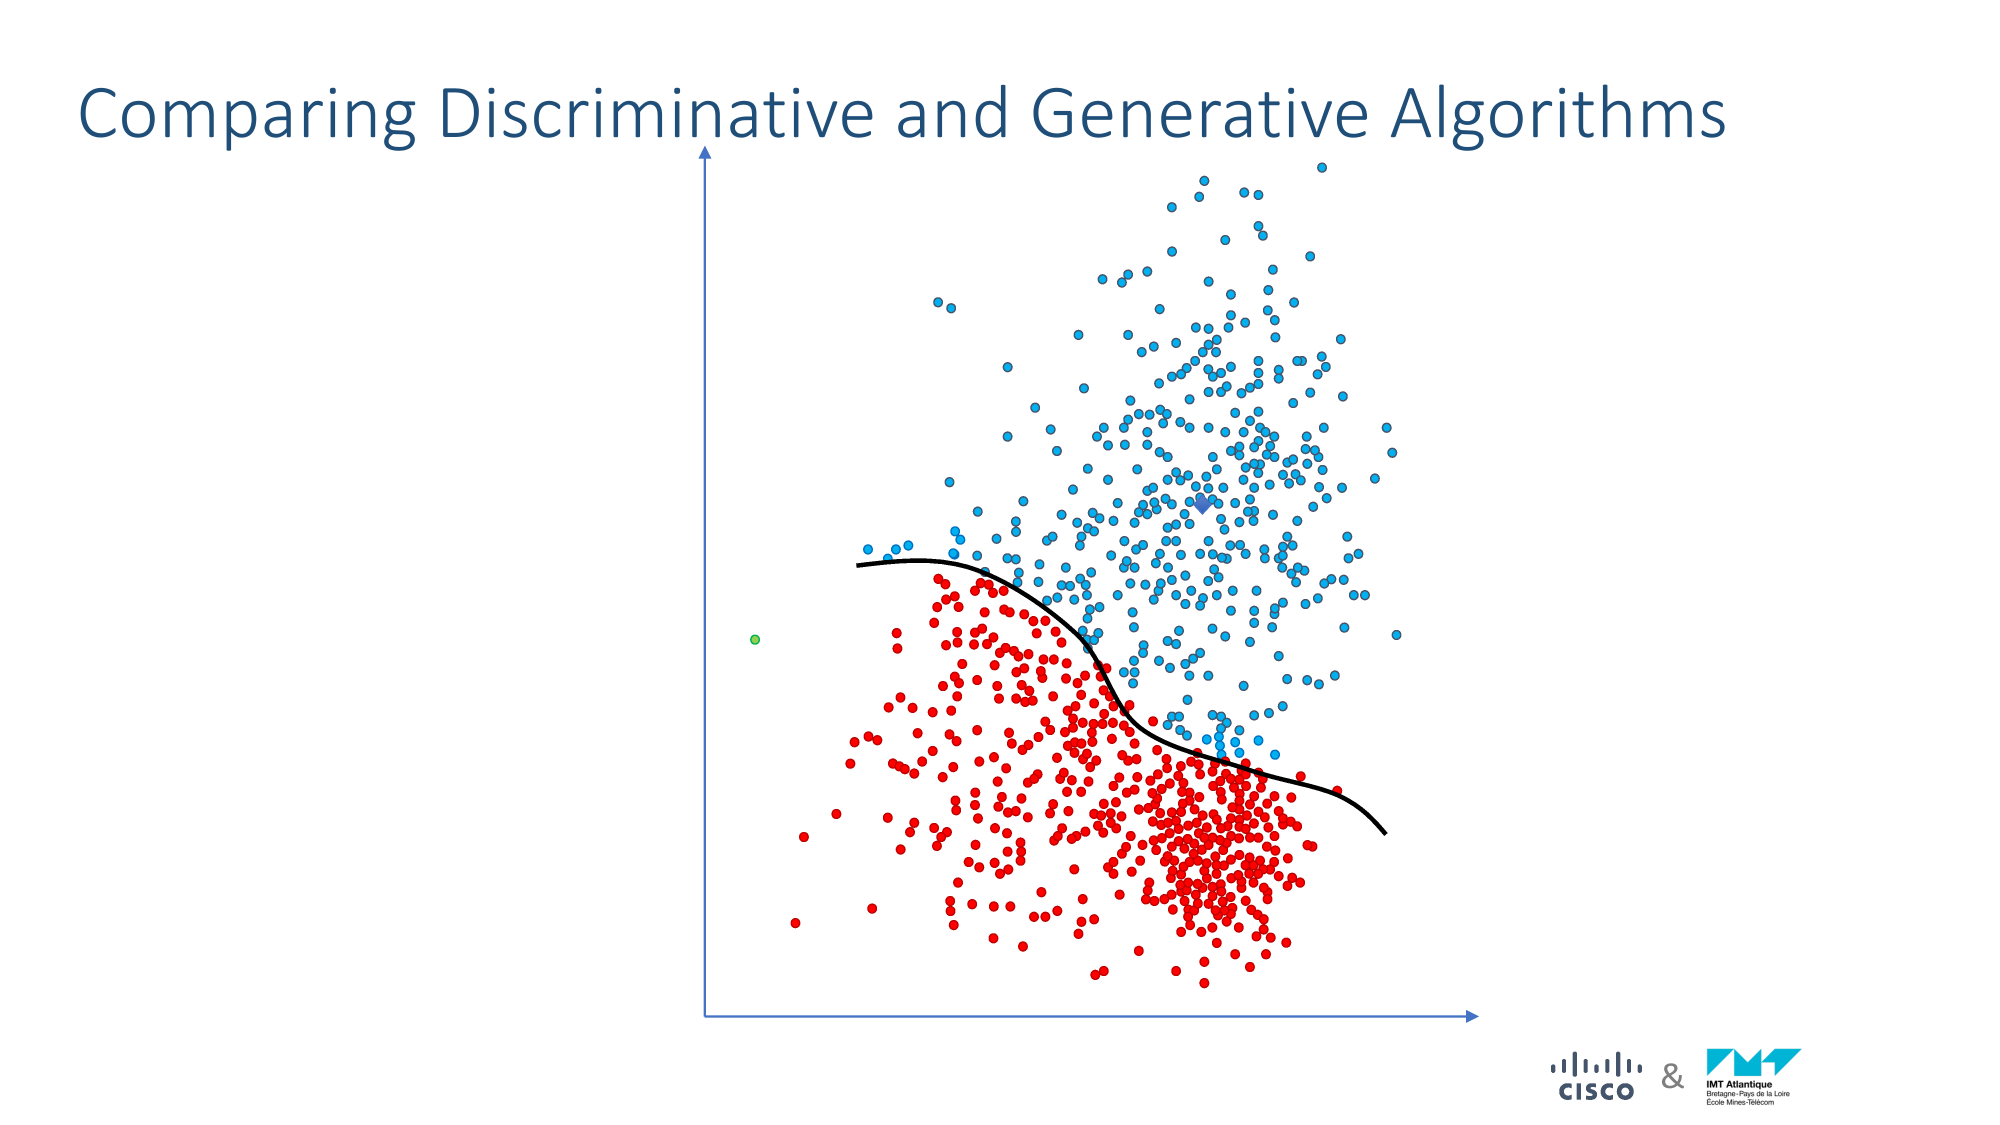 Comparing Discriminative and Generative Algorithms
CISCO
&
IMT Atlantique
Bretagne-Pays de la Loire
École Mines-Télécom